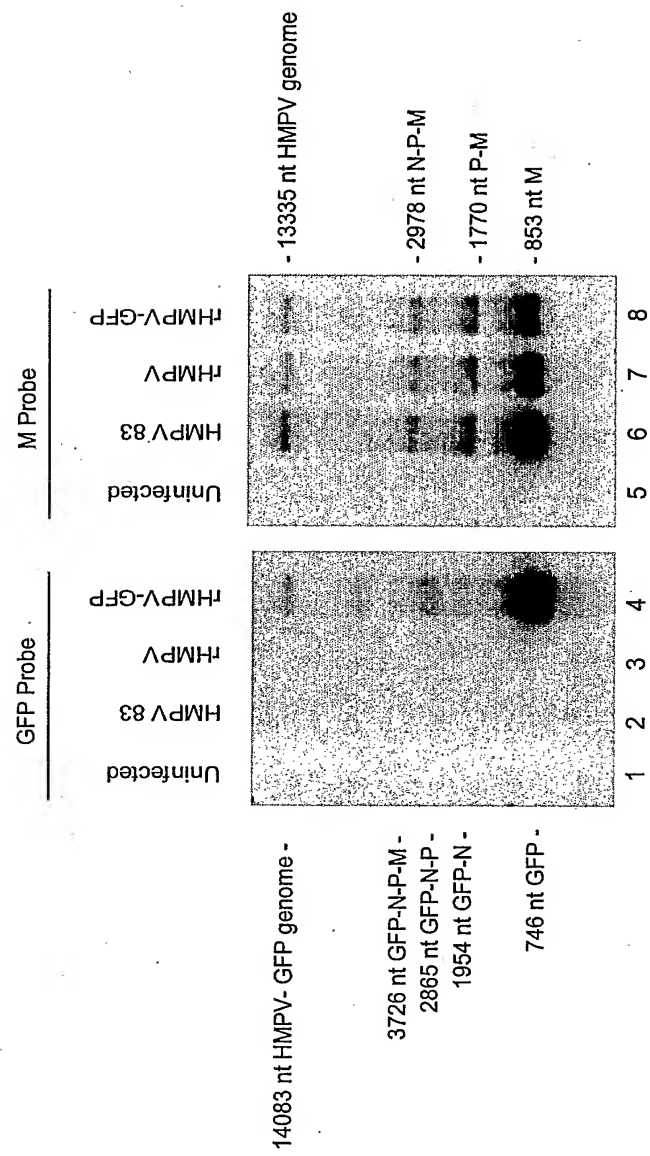 GFP Probe
M Probe
Uninfected
HMPV 83
rHMPV
rHMPV-GFP
Uninfected
HMPV 83
rHMPV
rHMPV-GFP
14083 nt HMPV- GFP genome -
3726 nt GFP-N-P-M -
2865 nt GFP-N-P -
1954 nt GFP-N -
746 nt GFP -
- 13335 nt HMPV genome
- 2978 nt N-P-M
- 1770 nt P-M
- 853 nt M
1 2 3 4 5 6 7 8